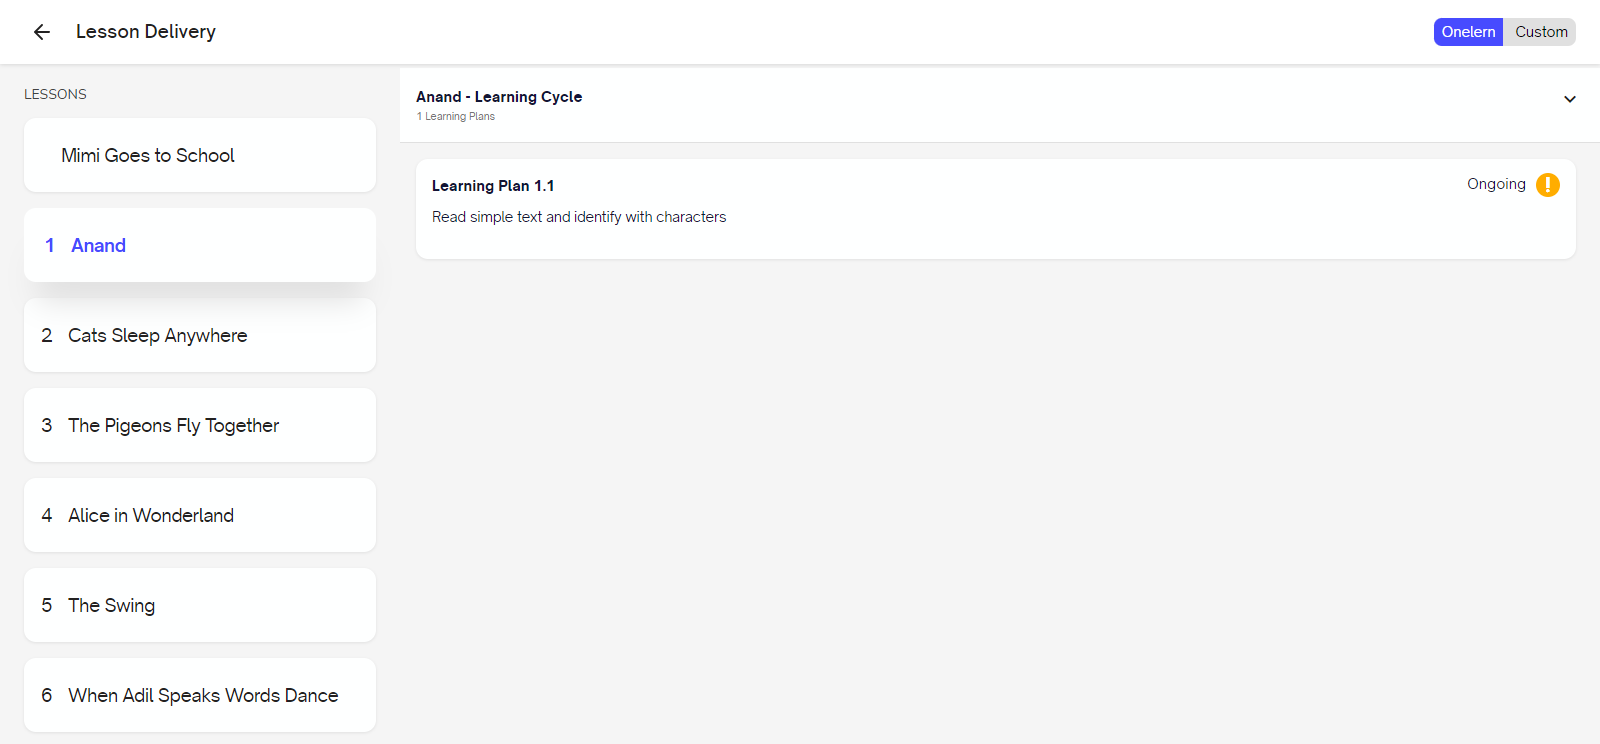 Lesson Delivery
Onelern
Custom
LESSONS
Mimi Goes to School
1 Anand
2 Cats Sleep Anywhere
3 The Pigeons Fly Together
4 Alice in Wonderland
5 The Swing
6 When Adil Speaks Words Dance
Anand - Learning Cycle
1 Learning Plans
Learning Plan 1.1
Ongoing
Read simple text and identify with characters